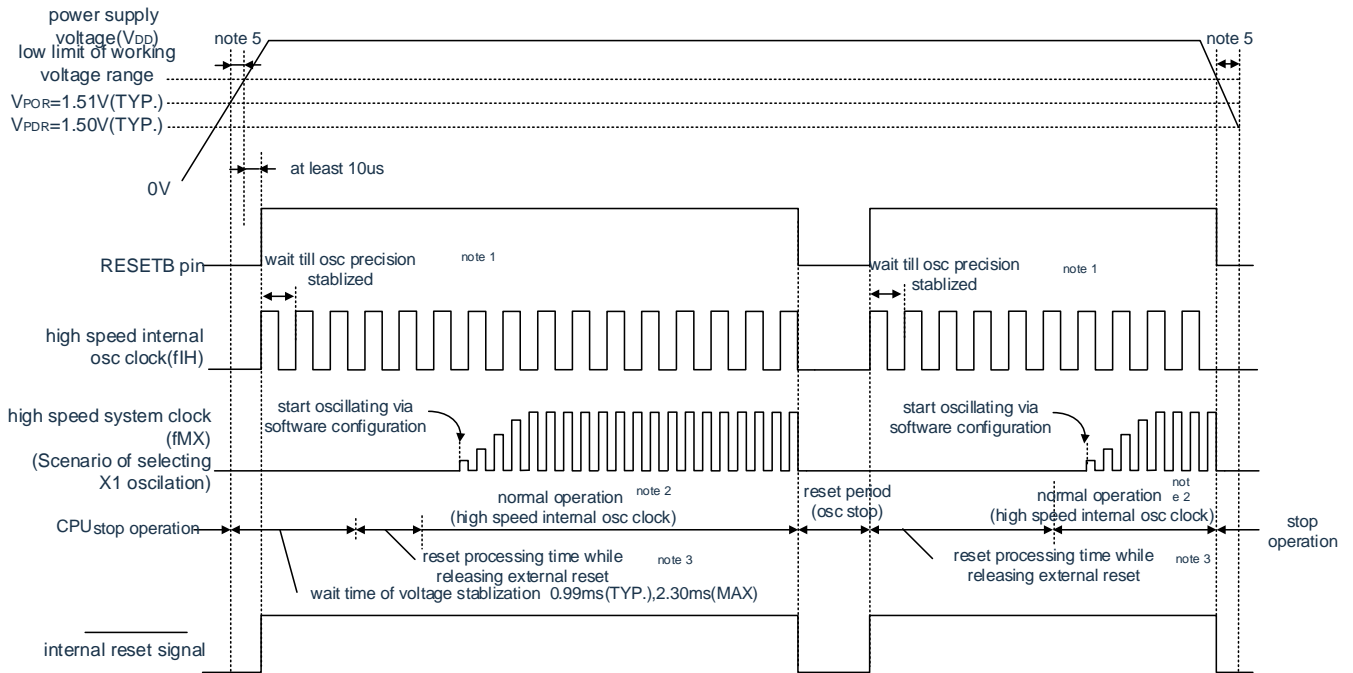 power supply
voltage(VDD)
note 5
note 5
low limit of working
voltage range
VPOR=1.51V(TYP.)
VPDR=1.50V(TYP.)
at least 10us
0V
RESETB pin
wait till osc precision
stablized
note 1
wait till osc precision
stablized
note 1
high speed internal
osc clock(fIH)
high speed system clock
(fMX)
(Scenario of selecting
X1 oscilation)
start oscillating via
software configuration
start oscillating via
software configuration
CPU
stop operation
normal operation note 2
(high speed internal osc clock)
reset period
(osc stop)
normal operation
not
e 2
(high speed internal osc clock)
stop
operation
reset processing time while
releasing external reset
note 3
reset processing time while
releasing external reset
note 3
wait time of voltage stablization 0.99ms(TYP.),2.30ms(MAX)
internal reset signal